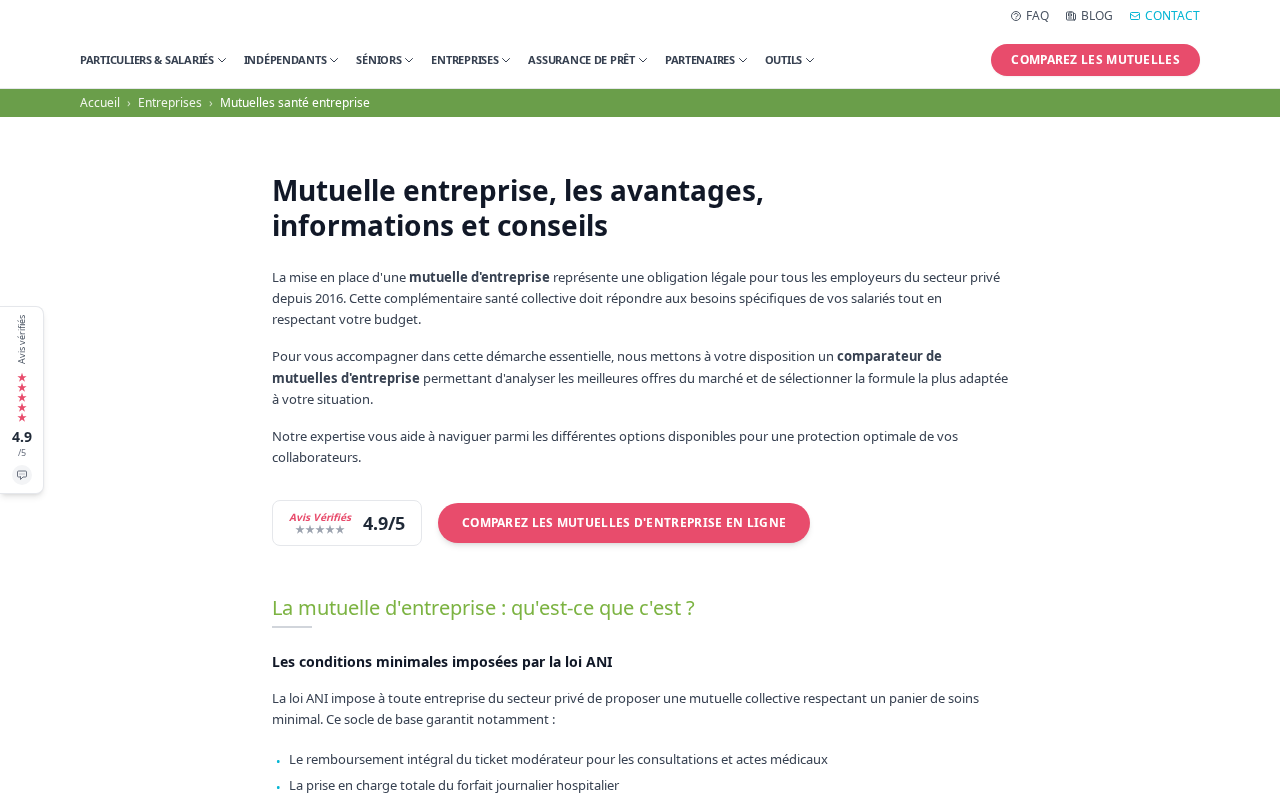 FAQ BLOG CONTACT
PARTICULIERS & SALARIÉS INDÉPENDANTS SÉNIORS ENTREPRISES ASSURANCE DE PRÊT PARTENAIRES OUTILS COMPAREZ LES MUTUELLES
Accueil › Entreprises › Mutuelles santé entreprise
Mutuelle entreprise, les avantages,
informations et conseils
La mise en place d'une mutuelle d'entreprise représente une obligation légale pour tous les employeurs du secteur privé
depuis 2016. Cette complémentaire santé collective doit répondre aux besoins spécifiques de vos salariés tout en
respectant votre budget.
Pour vous accompagner dans cette démarche essentielle, nous mettons à votre disposition un comparateur de
mutuelles d'entreprise permettant d'analyser les meilleures offres du marché et de sélectionner la formule la plus adaptée
à votre situation.
Notre expertise vous aide à naviguer parmi les différentes options disponibles pour une protection optimale de vos
collaborateurs.
Avis vérifiés
★★★★★
4.9
/5
Avis Vérifiés
★★★★★
4.9/5
COMPAREZ LES MUTUELLES D'ENTREPRISE EN LIGNE
La mutuelle d'entreprise : qu'est-ce que c'est ?
Les conditions minimales imposées par la loi ANI
La loi ANI impose à toute entreprise du secteur privé de proposer une mutuelle collective respectant un panier de soins
minimal. Ce socle de base garantit notamment :
• Le remboursement intégral du ticket modérateur pour les consultations et actes médicaux
• La prise en charge totale du forfait journalier hospitalier